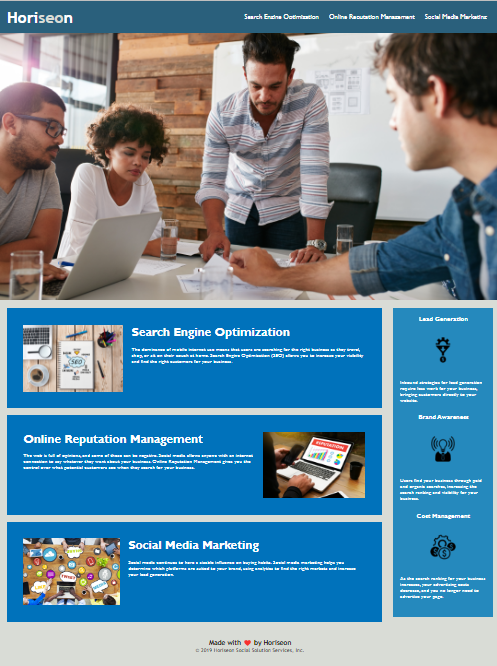 Horiseon
Search Engine Optimization
Online Reputation Management
Social Media Marketing
Search Engine Optimization
The dominance of mobile internet use means that users are searching for the right business as they travel,
shop, or sit on their couch at home. Search Engine Optimization (SEO) allows you to increase your visibility
and find the right customers for your business.
SEO
Online Reputation Management
The web is full of opinions, and some of these can be negative. Social media allows anyone with an internet
connection to say whatever they want about your business. Online Reputation Management gives you the
control over what potential customers see when they search for your business.
REPUTATION
Social Media Marketing
Social media continues to have a sizable influence on buying habits. Social media marketing helps you
determine which platforms are suited to your brand, using analytics to find the right markets and increase
your lead generation.
Lead Generation
Inbound strategies for lead generation
require less work for your business,
bringing customers directly to your
website.
Brand Awareness
Users find your business through paid
and organic searches, increasing the
search ranking and visibility for your
business.
Cost Management
As the search ranking for your business
increases, your advertising costs
decrease, and you no longer need to
advertise your page.
Made with ❤️ by Horiseon
© 2019 Horiseon Social Solution Services, Inc.